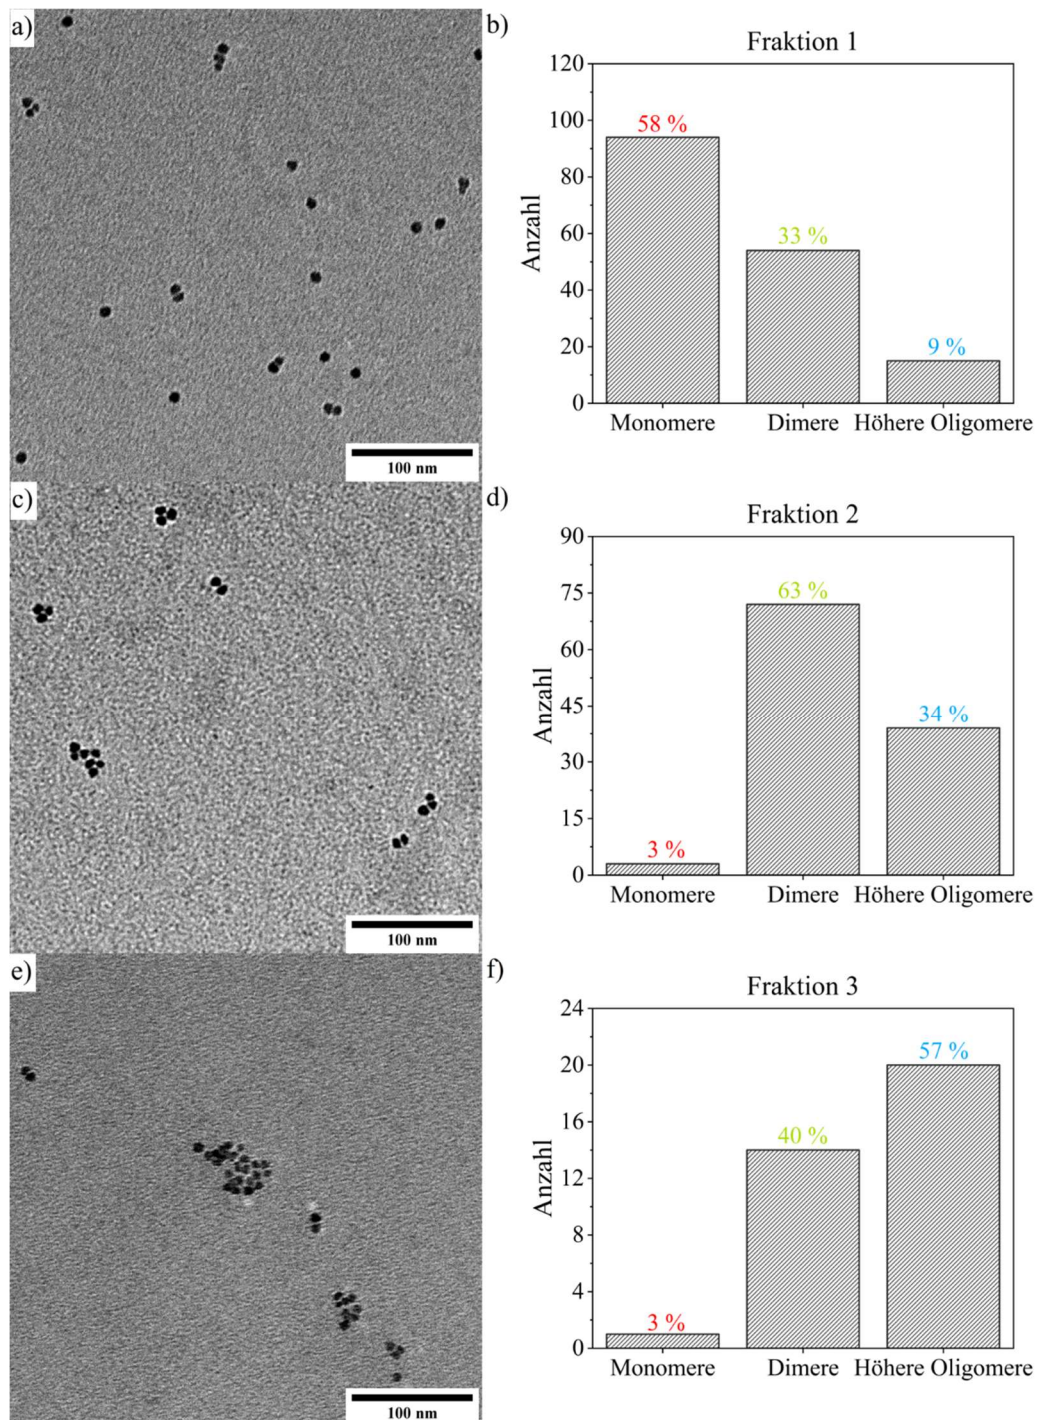 a)
100 nm
b)
Fraktion 1
120
100
80
60
40
20
0
Anzahl
58 %
33 %
9 %
Monomere Dimere Höhere Oligomere
c)
100 nm
d)
Fraktion 2
90
75
60
45
30
15
0
Anzahl
63 %
34 %
3 %
Monomere Dimere Höhere Oligomere
e)
100 nm
f)
Fraktion 3
24
20
16
12
8
4
0
Anzahl
57 %
40 %
3 %
Monomere Dimere Höhere Oligomere